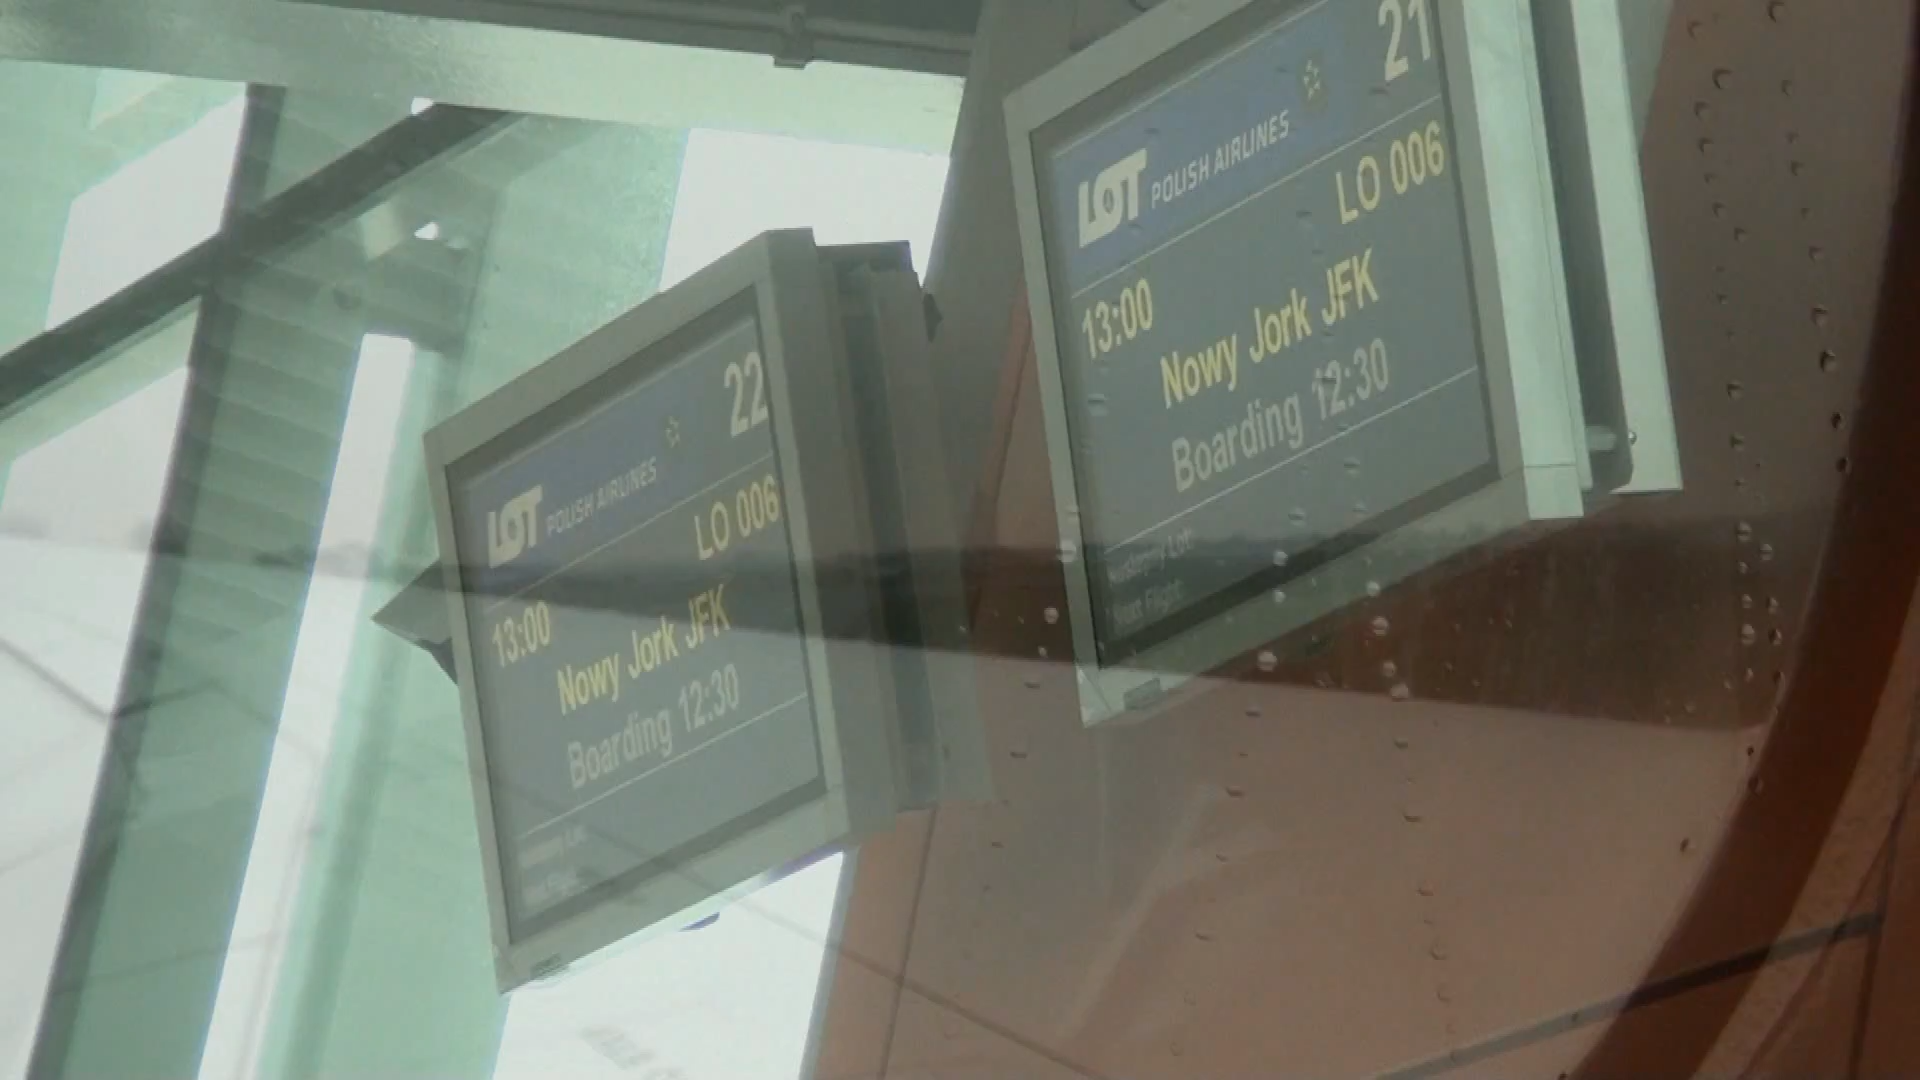 22
LOT POLISH AIRLINES
LO 006
13:00
Nowy Jork JFK
Boarding 12:30
21
LOT POLISH AIRLINES
LO 006
13:00
Nowy Jork JFK
Boarding 12:30
Następny Lot:
Next Flight: